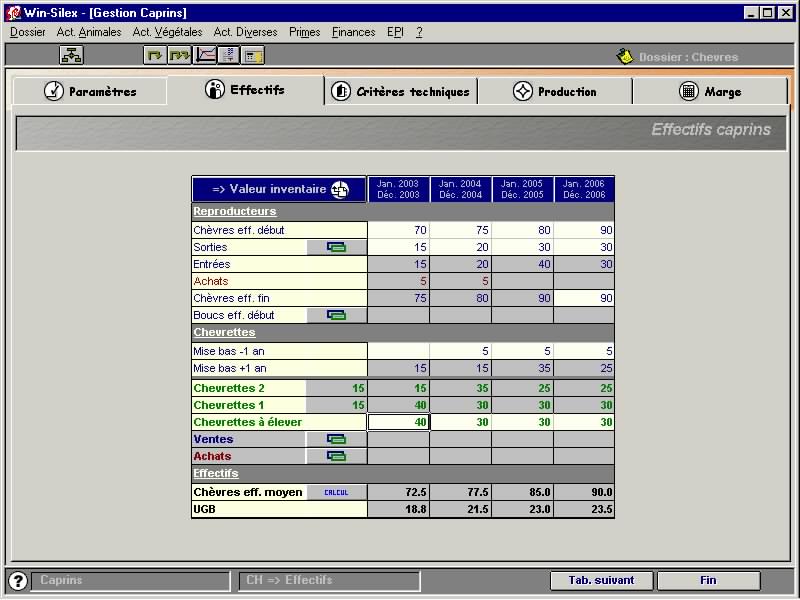 Win-Silex - [Gestion Caprins]
Dossier Act. Animales Act. Végétales Act. Diverses Primes Finances EPI ?
Dossier : Chevres
Paramètres Effectifs Critères techniques Production Marge
Effectifs caprins
=> Valeur inventaire Jan. 2003 Déc. 2003 Jan. 2004 Déc. 2004 Jan. 2005 Déc. 2005 Jan. 2006 Déc. 2006
Reproducteurs
Chèvres eff. début 70 75 80 90
Sorties 15 20 30 30
Entrées 15 20 40 30
Achats 5 5
Chèvres eff. fin 75 80 90 90
Boucs eff. début
Chevrettes
Mise bas -1 an 5 5 5
Mise bas +1 an 15 15 35 25
Chevrettes 2 15 15 35 25 25
Chevrettes 1 15 40 30 30 30
Chevrettes à élever 40 30 30 30
Ventes
Achats
Effectifs
Chèvres eff. moyen CALCUL 72.5 77.5 85.0 90.0
UGB 18.8 21.5 23.0 23.5
? Caprins CH => Effectifs Tab. suivant Fin